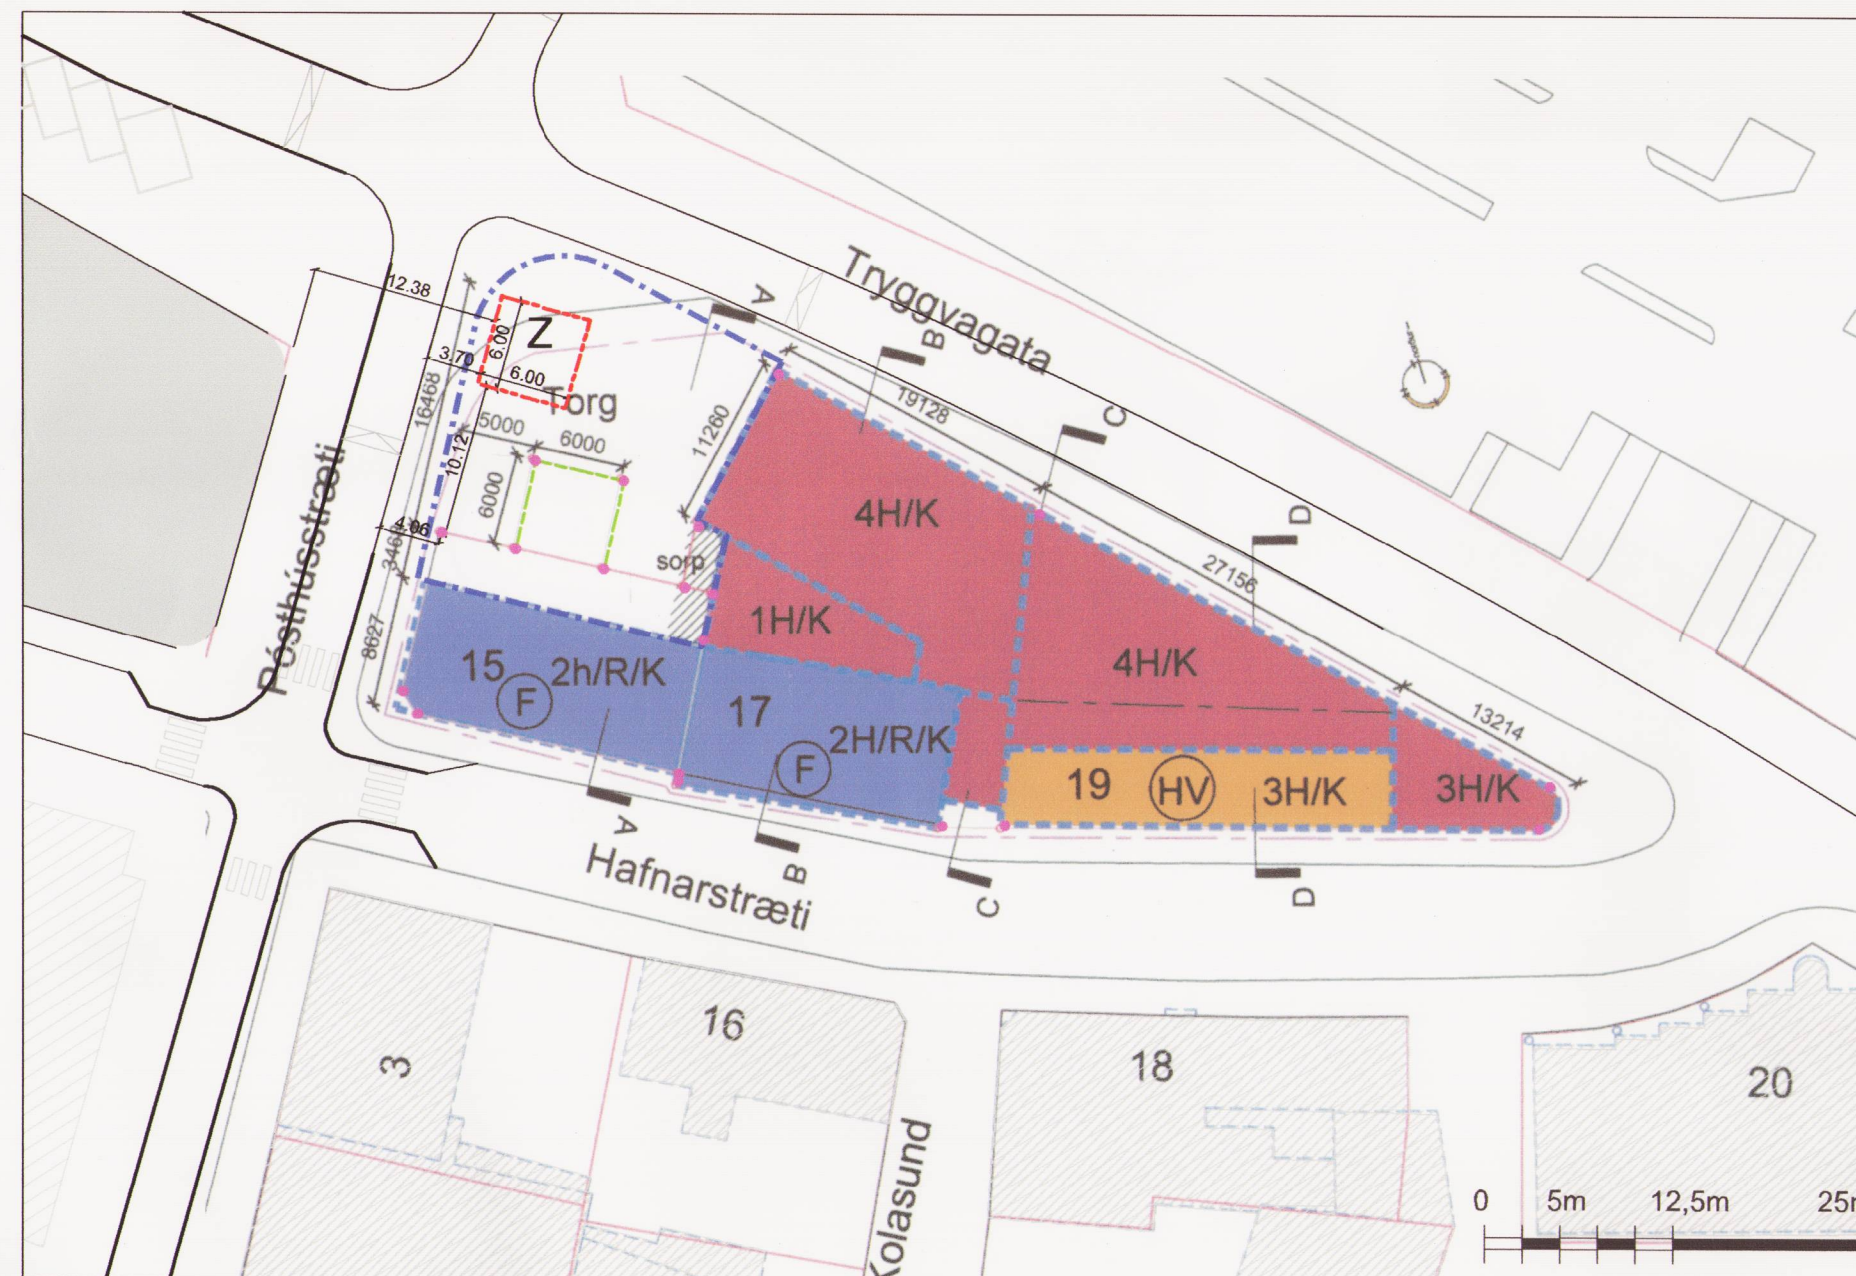 12.38
A
Tryggvagata
B
Z
6.00
3.70
6.00
Torg
16468
5000
6000
11260
19128
C
10.12
6000
4H/K
D
4.06
Pósthússtræti
sorp
27156
1H/K
8627
15
F
2h/R/K
4H/K
17
2H/R/K
F
13214
19
HV
3H/K
3H/K
A
B
Hafnarstræti
C
D
3
16
18
20
Kolasund
0
5m
12,5m